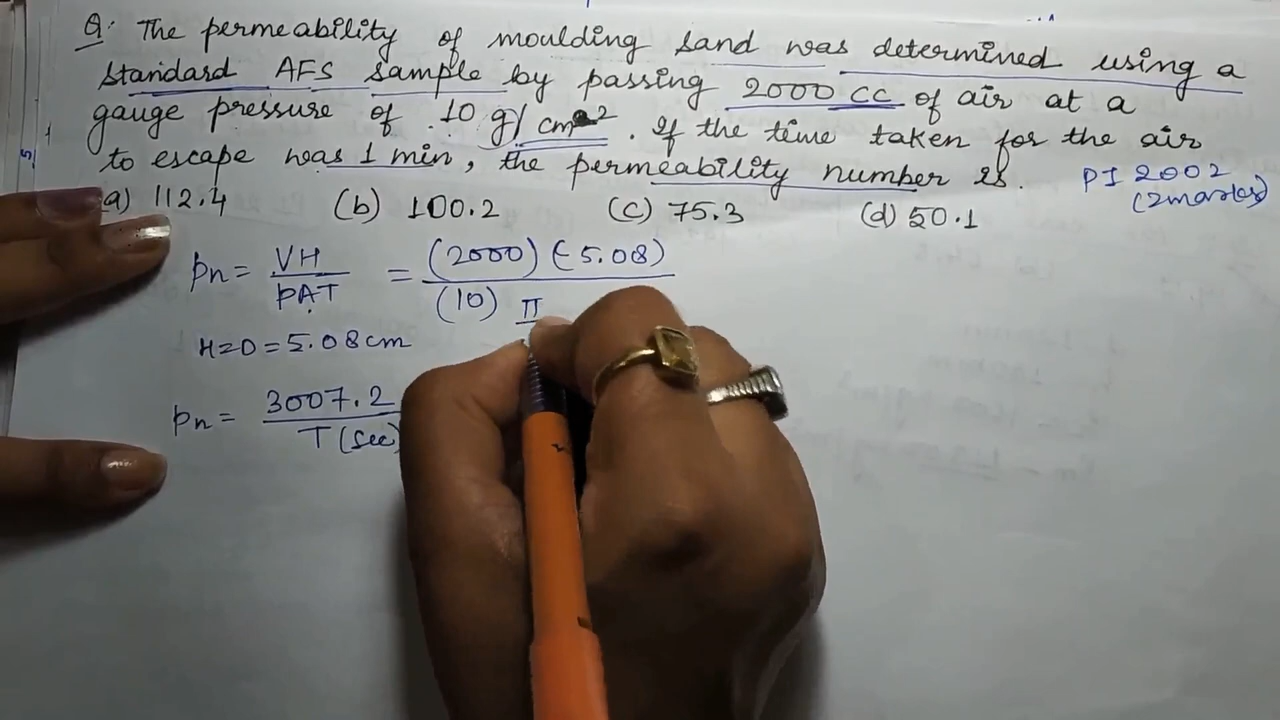 Q: The permeability of moulding sand was determined using a
standard AFS sample by passing 2000 cc of air at a
gauge pressure of 10 g/cm² . If the time taken for the air
to escape was 1 min, the permeability number is.
PI 2002
(2marks)
a) 112.4 (b) 100.2 (c) 75.3 (d) 50.1
Pn = VH / PAT = (2000) (5.08) / (10) π
H=D=5.08cm
Pn = 3007.2 / T(sec)